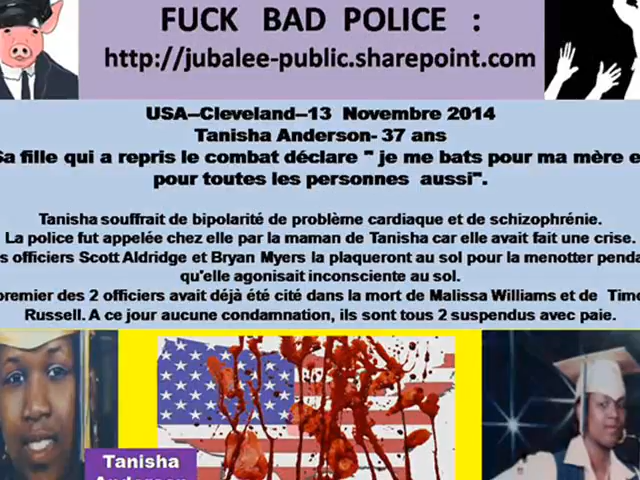 FUCK BAD POLICE :
http://jubalee-public.sharepoint.com
USA–Cleveland–13 Novembre 2014
Tanisha Anderson- 37 ans
Sa fille qui a repris le combat déclare " je me bats pour ma mère e
pour toutes les personnes aussi".
Tanisha souffrait de bipolarité de problème cardiaque et de schizophrénie.
La police fut appelée chez elle par la maman de Tanisha car elle avait fait une crise.
s officiers Scott Aldridge et Bryan Myers la plaqueront au sol pour la menotter penda
qu'elle agonisait inconsciente au sol.
premier des 2 officiers avait déjà été cité dans la mort de Malissa Williams et de Timo
Russell. A ce jour aucune condamnation, ils sont tous 2 suspendus avec paie.
Tanisha
Anderson